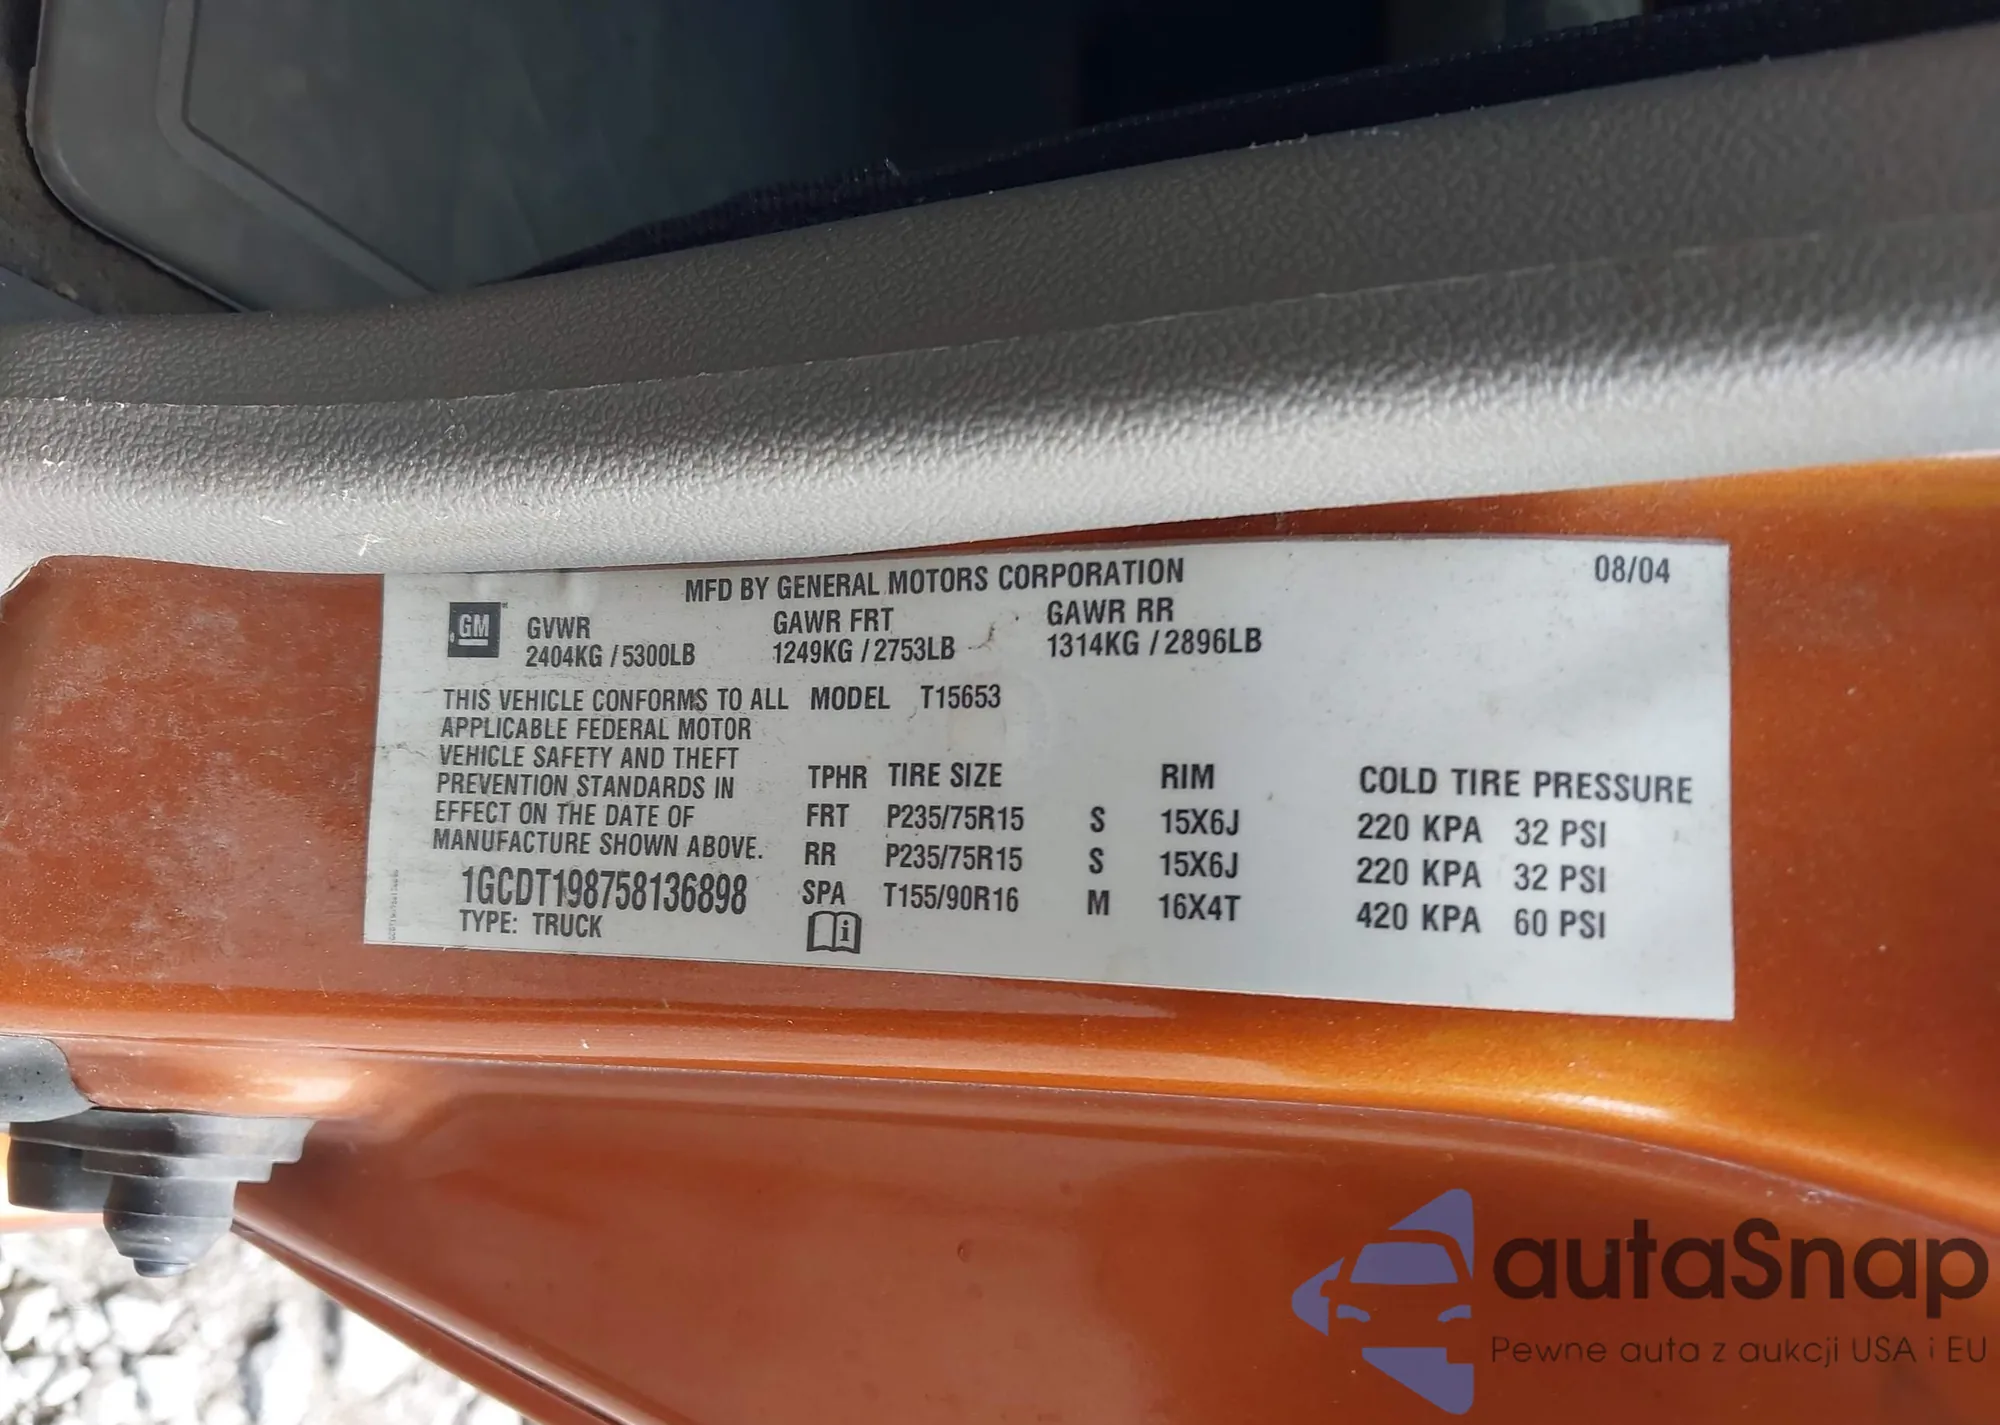 MFD BY GENERAL MOTORS CORPORATION 08/04
GM
GVWR GAWR FRT GAWR RR
2404KG / 5300LB 1249KG / 2753LB 1314KG / 2896LB
THIS VEHICLE CONFORMS TO ALL
APPLICABLE FEDERAL MOTOR
VEHICLE SAFETY AND THEFT
PREVENTION STANDARDS IN
EFFECT ON THE DATE OF
MANUFACTURE SHOWN ABOVE.
1GCDT198758136898
TYPE: TRUCK
MODEL T15653
TPHR TIRE SIZE RIM COLD TIRE PRESSURE
FRT P235/75R15 S 15X6J 220 KPA 32 PSI
RR P235/75R15 S 15X6J 220 KPA 32 PSI
SPA T155/90R16 M 16X4T 420 KPA 60 PSI
i
autaSnap
Pewne auta z aukcji USA i EU